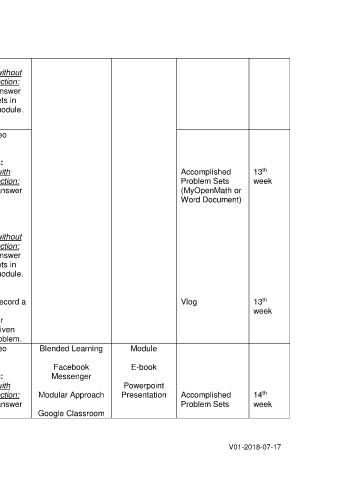 without
ction:
nswer
ets in
odule.
eo
:
with
ction:
nswer
Accomplished
Problem Sets
(MyOpenMath or
Word Document)
13th
week
without
ction:
nswer
ets in
odule.
ecord a
r
iven
oblem.
Vlog
13th
week
eo
:
with
ction:
nswer
Blended Learning
Facebook
Messenger
Modular Approach
Google Classroom
Module
E-book
Powerpoint
Presentation
Accomplished
Problem Sets
14th
week
V01-2018-07-17